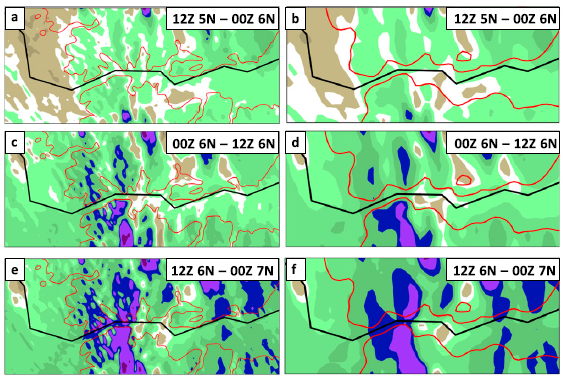 a 12Z 5N – 00Z 6N
b 12Z 5N – 00Z 6N
c 00Z 6N – 12Z 6N
d 00Z 6N – 12Z 6N
e 12Z 6N – 00Z 7N
f 12Z 6N – 00Z 7N